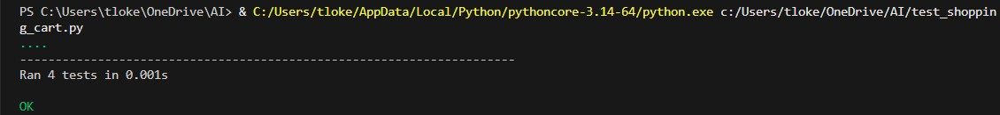 PS C:\Users\tloke\OneDrive\AI> & C:/Users/tloke/AppData/Local/Python/pythoncore-3.14-64/python.exe c:/Users/tloke/OneDrive/AI/test_shoppin
g_cart.py
....
----------------------------------------------------------------------
Ran 4 tests in 0.001s
OK